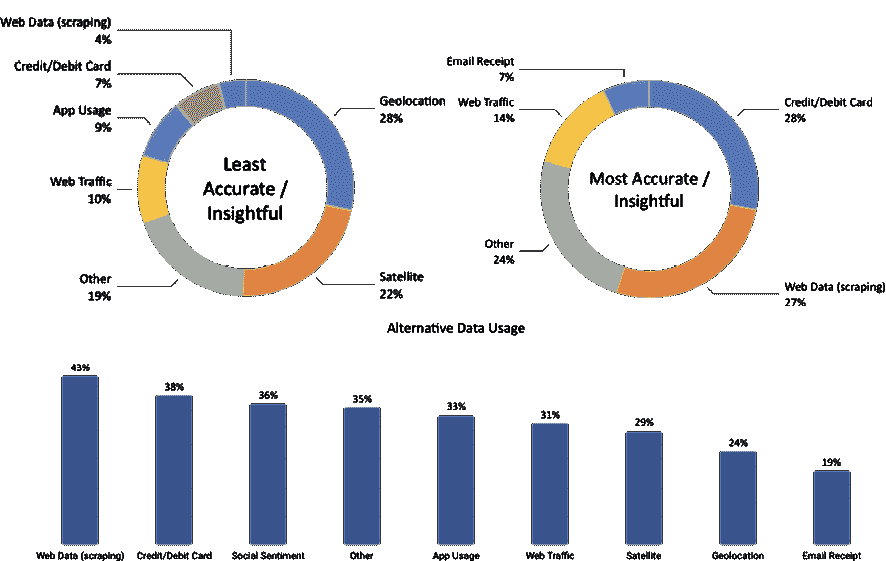 Web Data (scraping)
4%
Credit/Debit Card
7%
App Usage
9%
Web Traffic
10%
Other
19%
Geolocation
28%
Satellite
22%
Least
Accurate /
Insightful
Email Receipt
7%
Web Traffic
14%
Other
24%
Credit/Debit Card
28%
Web Data (scraping)
27%
Most Accurate /
Insightful
Alternative Data Usage
43%
38%
36%
35%
33%
31%
29%
24%
19%
Web Data (scraping)
Credit/Debit Card
Social Sentiment
Other
App Usage
Web Traffic
Satellite
Geolocation
Email Receipt